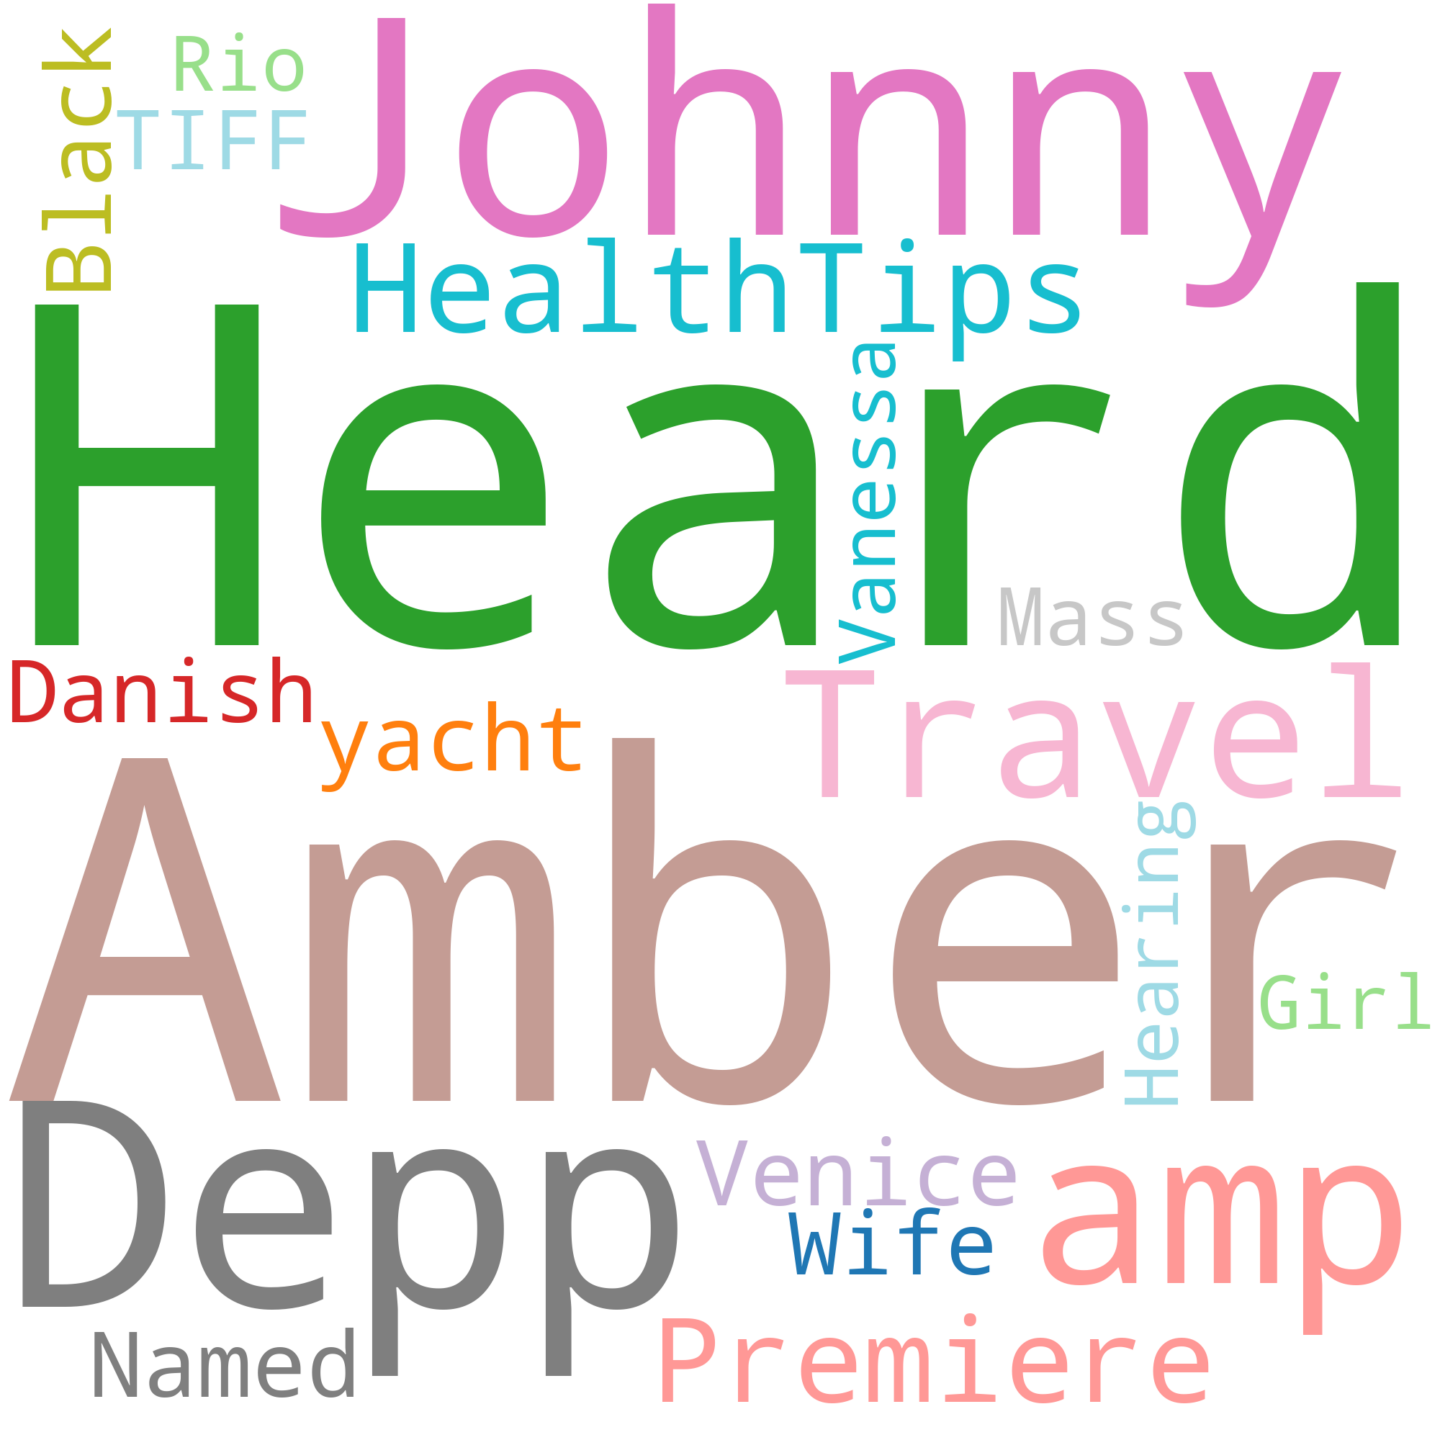 Black
Rio
TIFF
Johnny
HealthTips
Heard
Vanessa
Mass
Danish
yacht
Travel
Amber
Hearing
Girl
Depp
Venice
Wife
amp
Named
Premiere